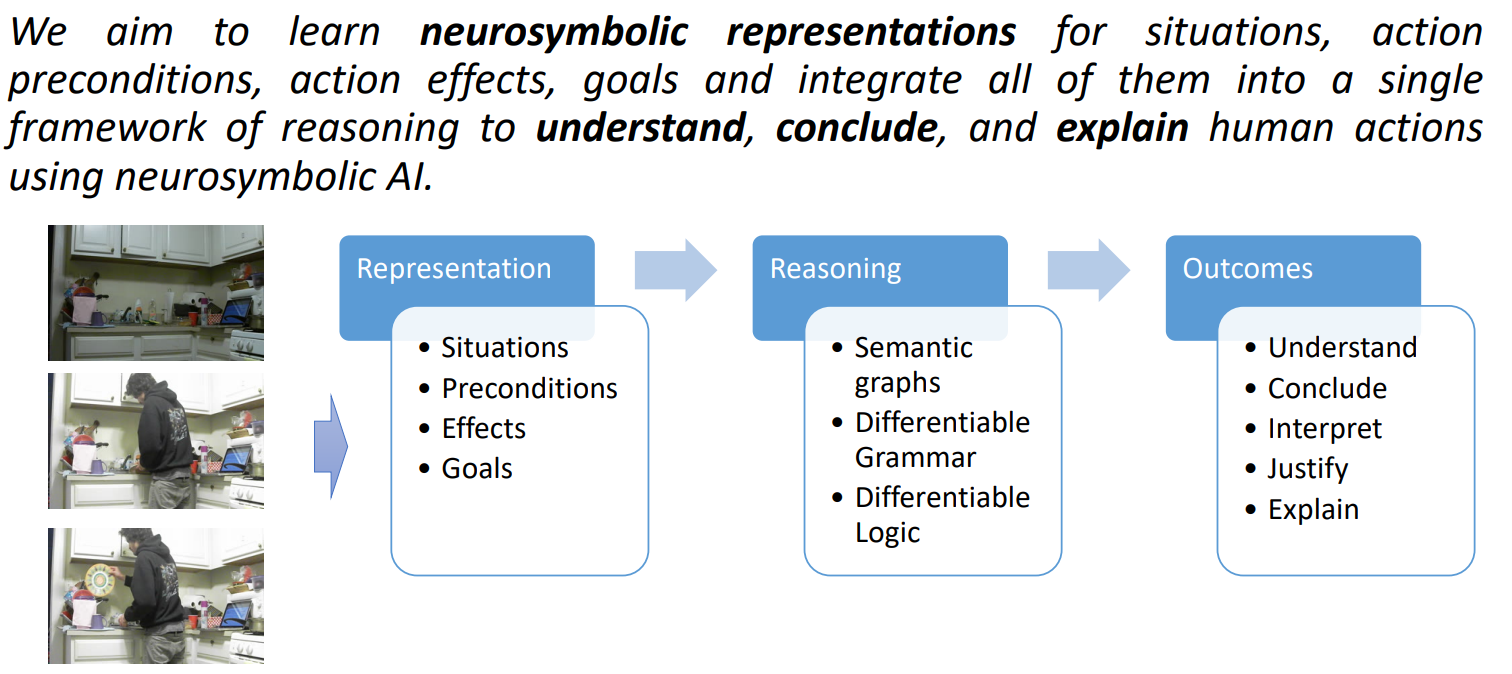 We aim to learn neurosymbolic representations for situations, action
preconditions, action effects, goals and integrate all of them into a single
framework of reasoning to understand, conclude, and explain human actions
using neurosymbolic AI.
Representation
• Situations
• Preconditions
• Effects
• Goals
Reasoning
• Semantic
graphs
• Differentiable
Grammar
• Differentiable
Logic
Outcomes
• Understand
• Conclude
• Interpret
• Justify
• Explain